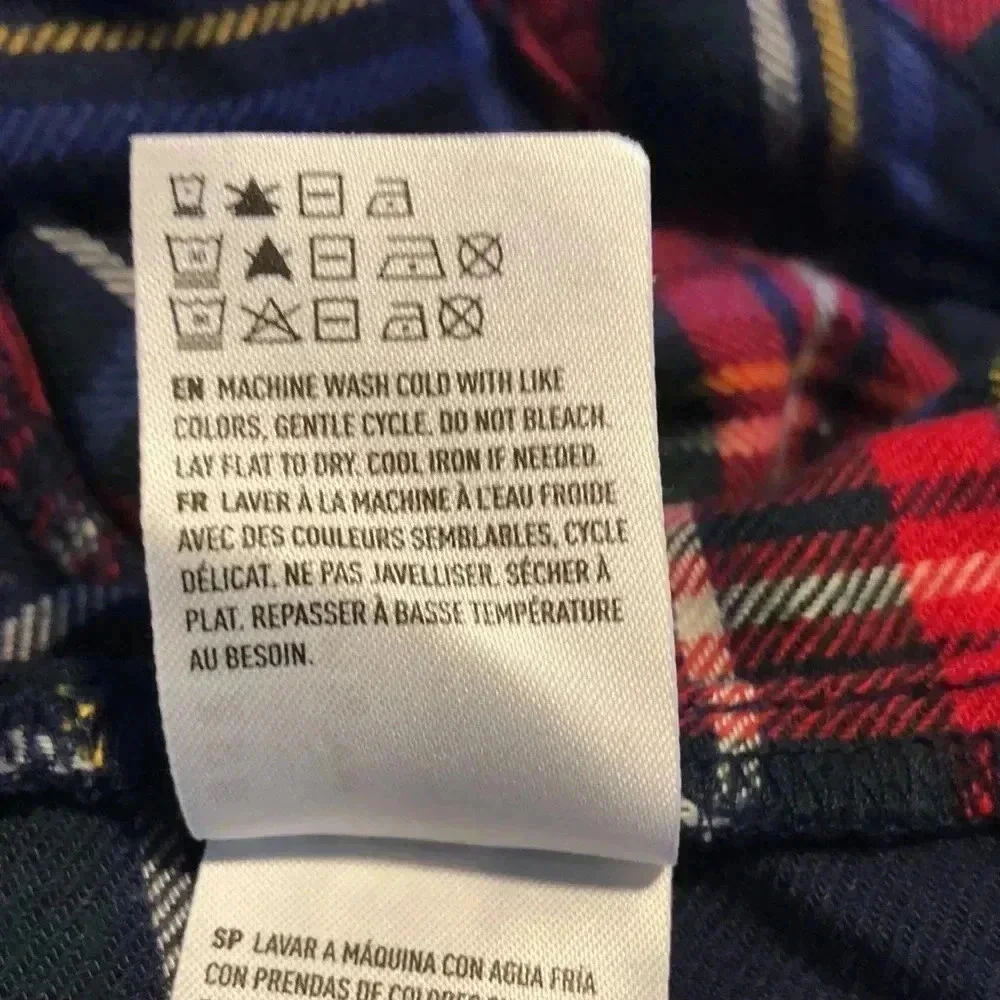 EN MACHINE WASH COLD WITH LIKE
COLORS, GENTLE CYCLE. DO NOT BLEACH.
LAY FLAT TO DRY. COOL IRON IF NEEDED.
FR LAVER À LA MACHINE À L'EAU FROIDE
AVEC DES COULEURS SEMBLABLES, CYCLE
DÉLICAT. NE PAS JAVELLISER. SÉCHER À
PLAT. REPASSER À BASSE TEMPÉRATURE
AU BESOIN.
SP LAVAR A MÁQUINA CON AGUA FRÍA
CON PRENDAS DE COLORES